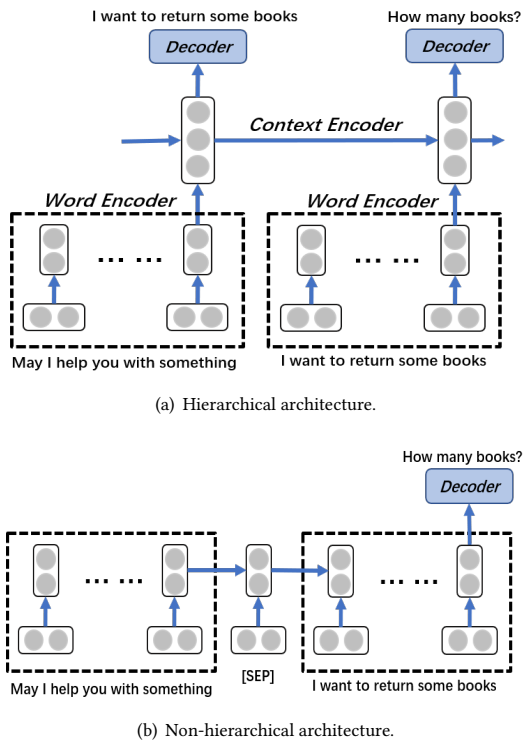 I want to return some books
How many books?
Decoder
Decoder
Context Encoder
Word Encoder
Word Encoder
... ...
... ...
May I help you with something
I want to return some books
(a) Hierarchical architecture.
How many books?
Decoder
... ...
... ...
[SEP]
May I help you with something
I want to return some books
(b) Non-hierarchical architecture.